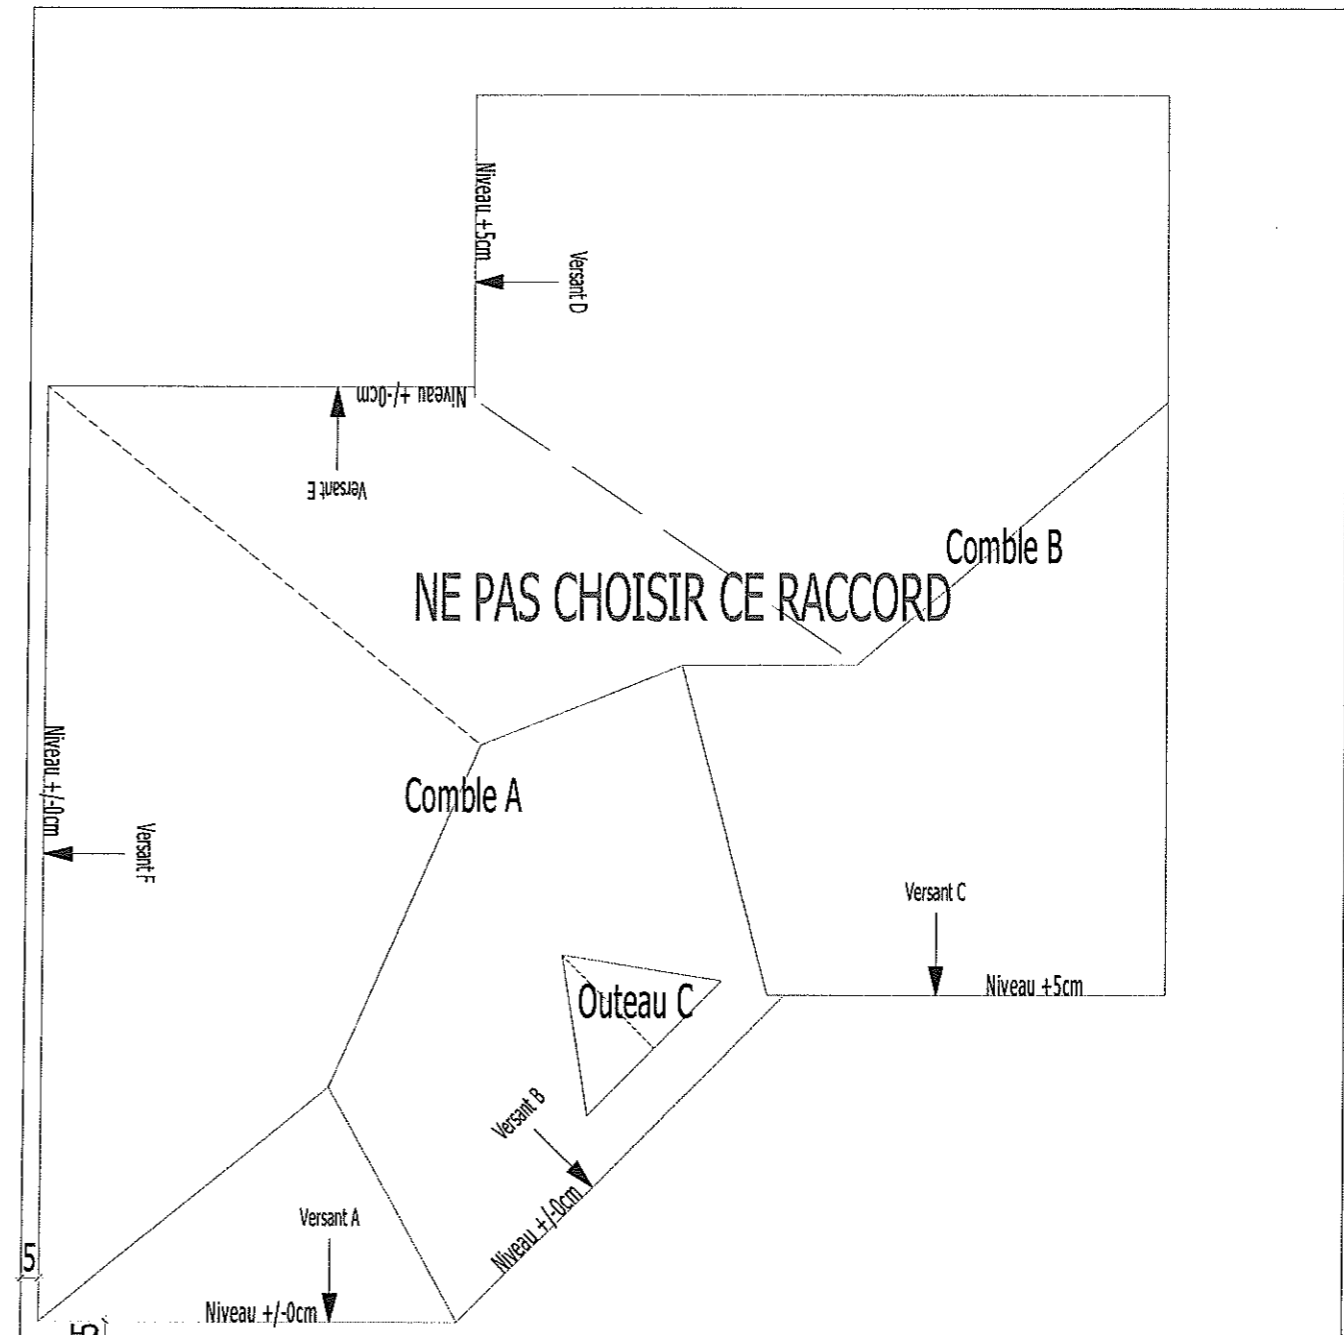 Niveau +5cm
Versant D
Niveau +/-0cm
Versant E
Comble B
NE PAS CHOISIR CE RACCORD
Niveau +/-0cm
Comble A
Versant F
Versant C
Niveau +5cm
Outeau C
Versant B
Niveau +/-0cm
Versant A
5
Niveau +/-0cm
5